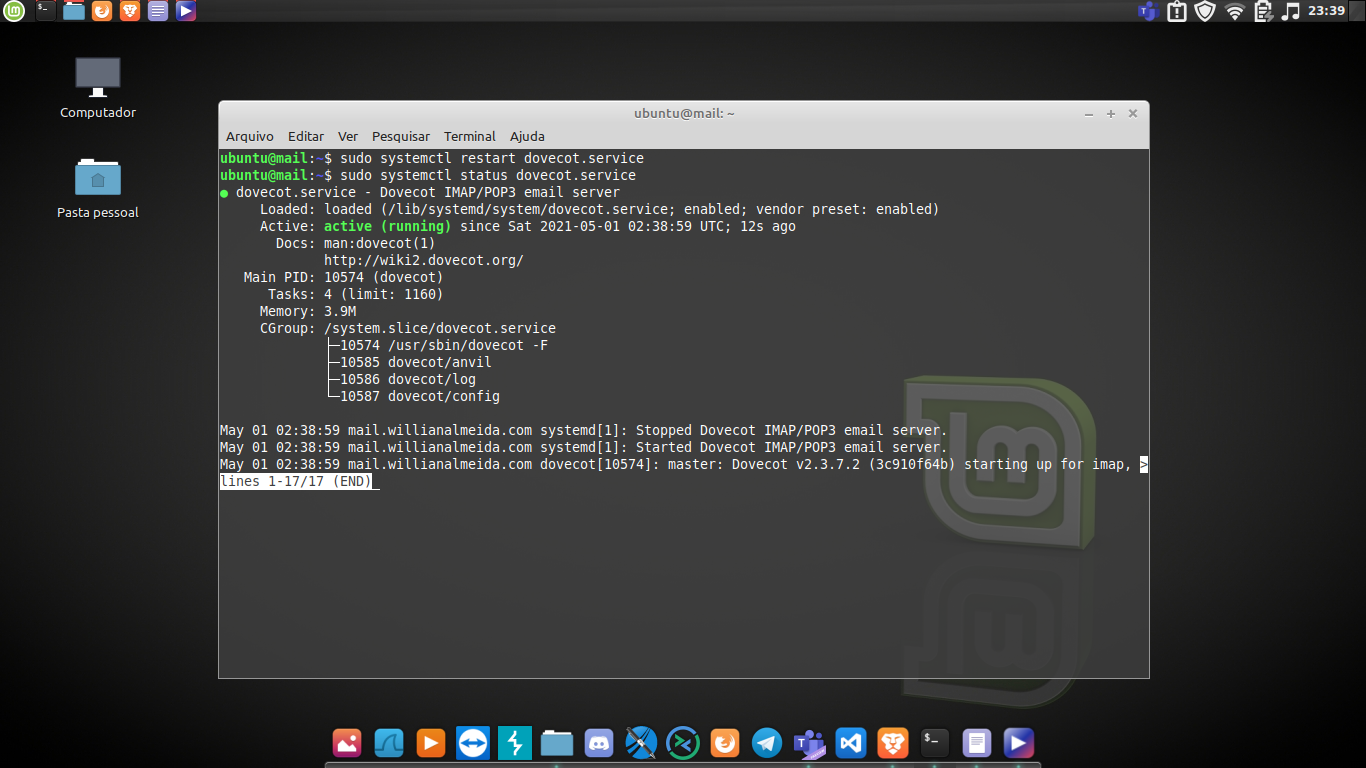 23:39
Computador
Pasta pessoal
ubuntu@mail: ~
Arquivo Editar Ver Pesquisar Terminal Ajuda
ubuntu@mail:~$ sudo systemctl restart dovecot.service
ubuntu@mail:~$ sudo systemctl status dovecot.service
● dovecot.service - Dovecot IMAP/POP3 email server
     Loaded: loaded (/lib/systemd/system/dovecot.service; enabled; vendor preset: enabled)
     Active: active (running) since Sat 2021-05-01 02:38:59 UTC; 12s ago
       Docs: man:dovecot(1)
             http://wiki2.dovecot.org/
   Main PID: 10574 (dovecot)
      Tasks: 4 (limit: 1160)
     Memory: 3.9M
     CGroup: /system.slice/dovecot.service
             ├─10574 /usr/sbin/dovecot -F
             ├─10585 dovecot/anvil
             ├─10586 dovecot/log
             └─10587 dovecot/config
May 01 02:38:59 mail.willianalmeida.com systemd[1]: Stopped Dovecot IMAP/POP3 email server.
May 01 02:38:59 mail.willianalmeida.com systemd[1]: Started Dovecot IMAP/POP3 email server.
May 01 02:38:59 mail.willianalmeida.com dovecot[10574]: master: Dovecot v2.3.7.2 (3c910f64b) starting up for imap, >
lines 1-17/17 (END)